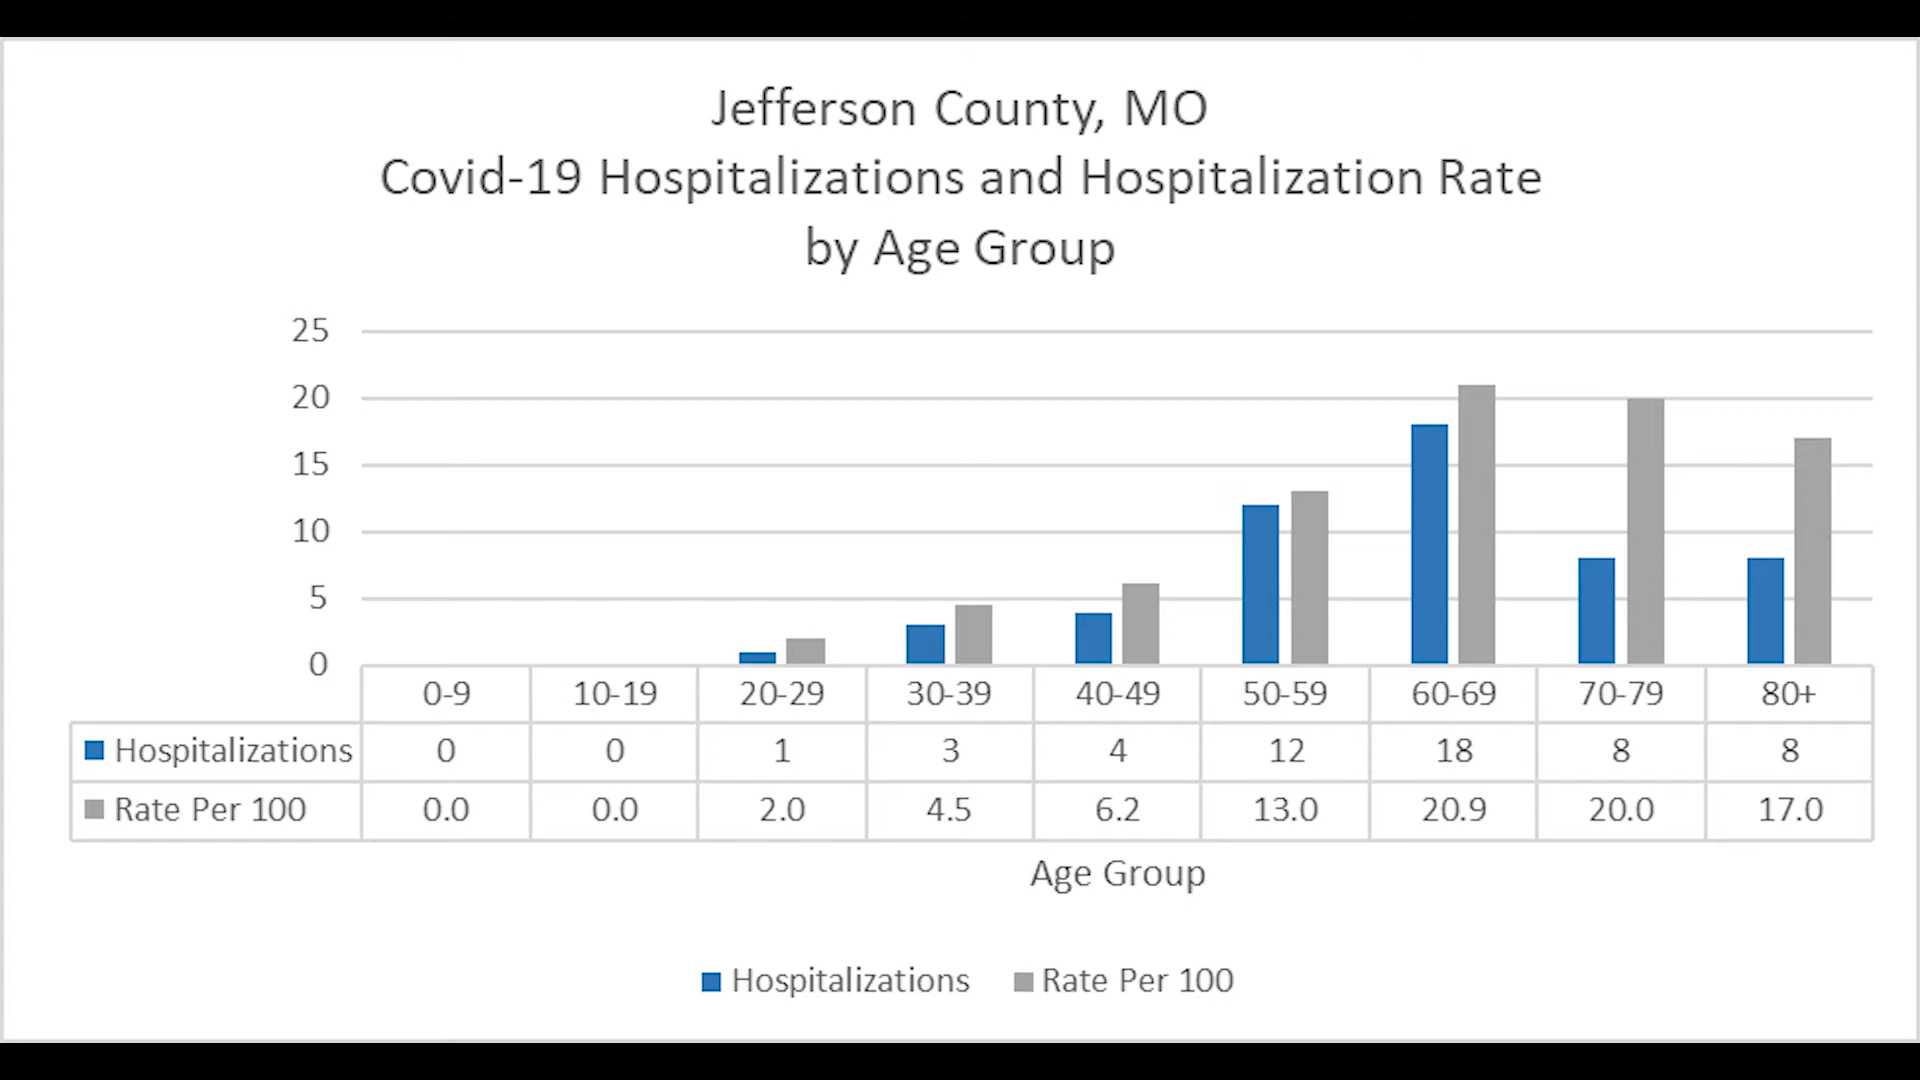 Jefferson County, MO
Covid-19 Hospitalizations and Hospitalization Rate
by Age Group
25
20
15
10
5
0
0-9 10-19 20-29 30-39 40-49 50-59 60-69 70-79 80+
Hospitalizations 0 0 1 3 4 12 18 8 8
Rate Per 100 0.0 0.0 2.0 4.5 6.2 13.0 20.9 20.0 17.0
Age Group
Hospitalizations Rate Per 100